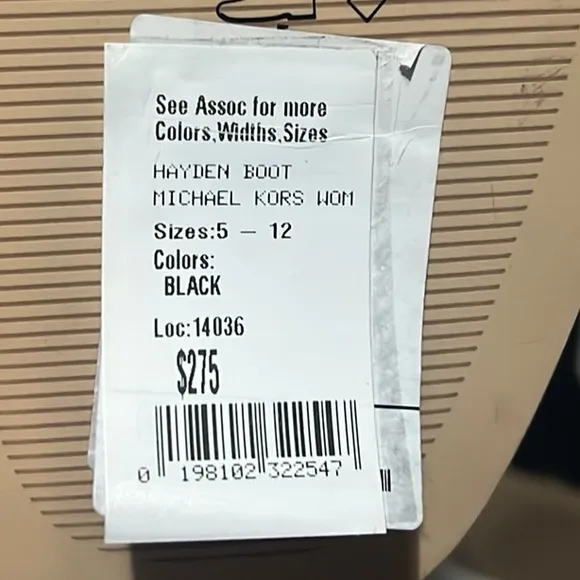 See Assoc for more
Colors,Widths,Sizes
HAYDEN BOOT
MICHAEL KORS WOM
Sizes:5 - 12
Colors:
BLACK
Loc:14036
$275
0 198102 322547